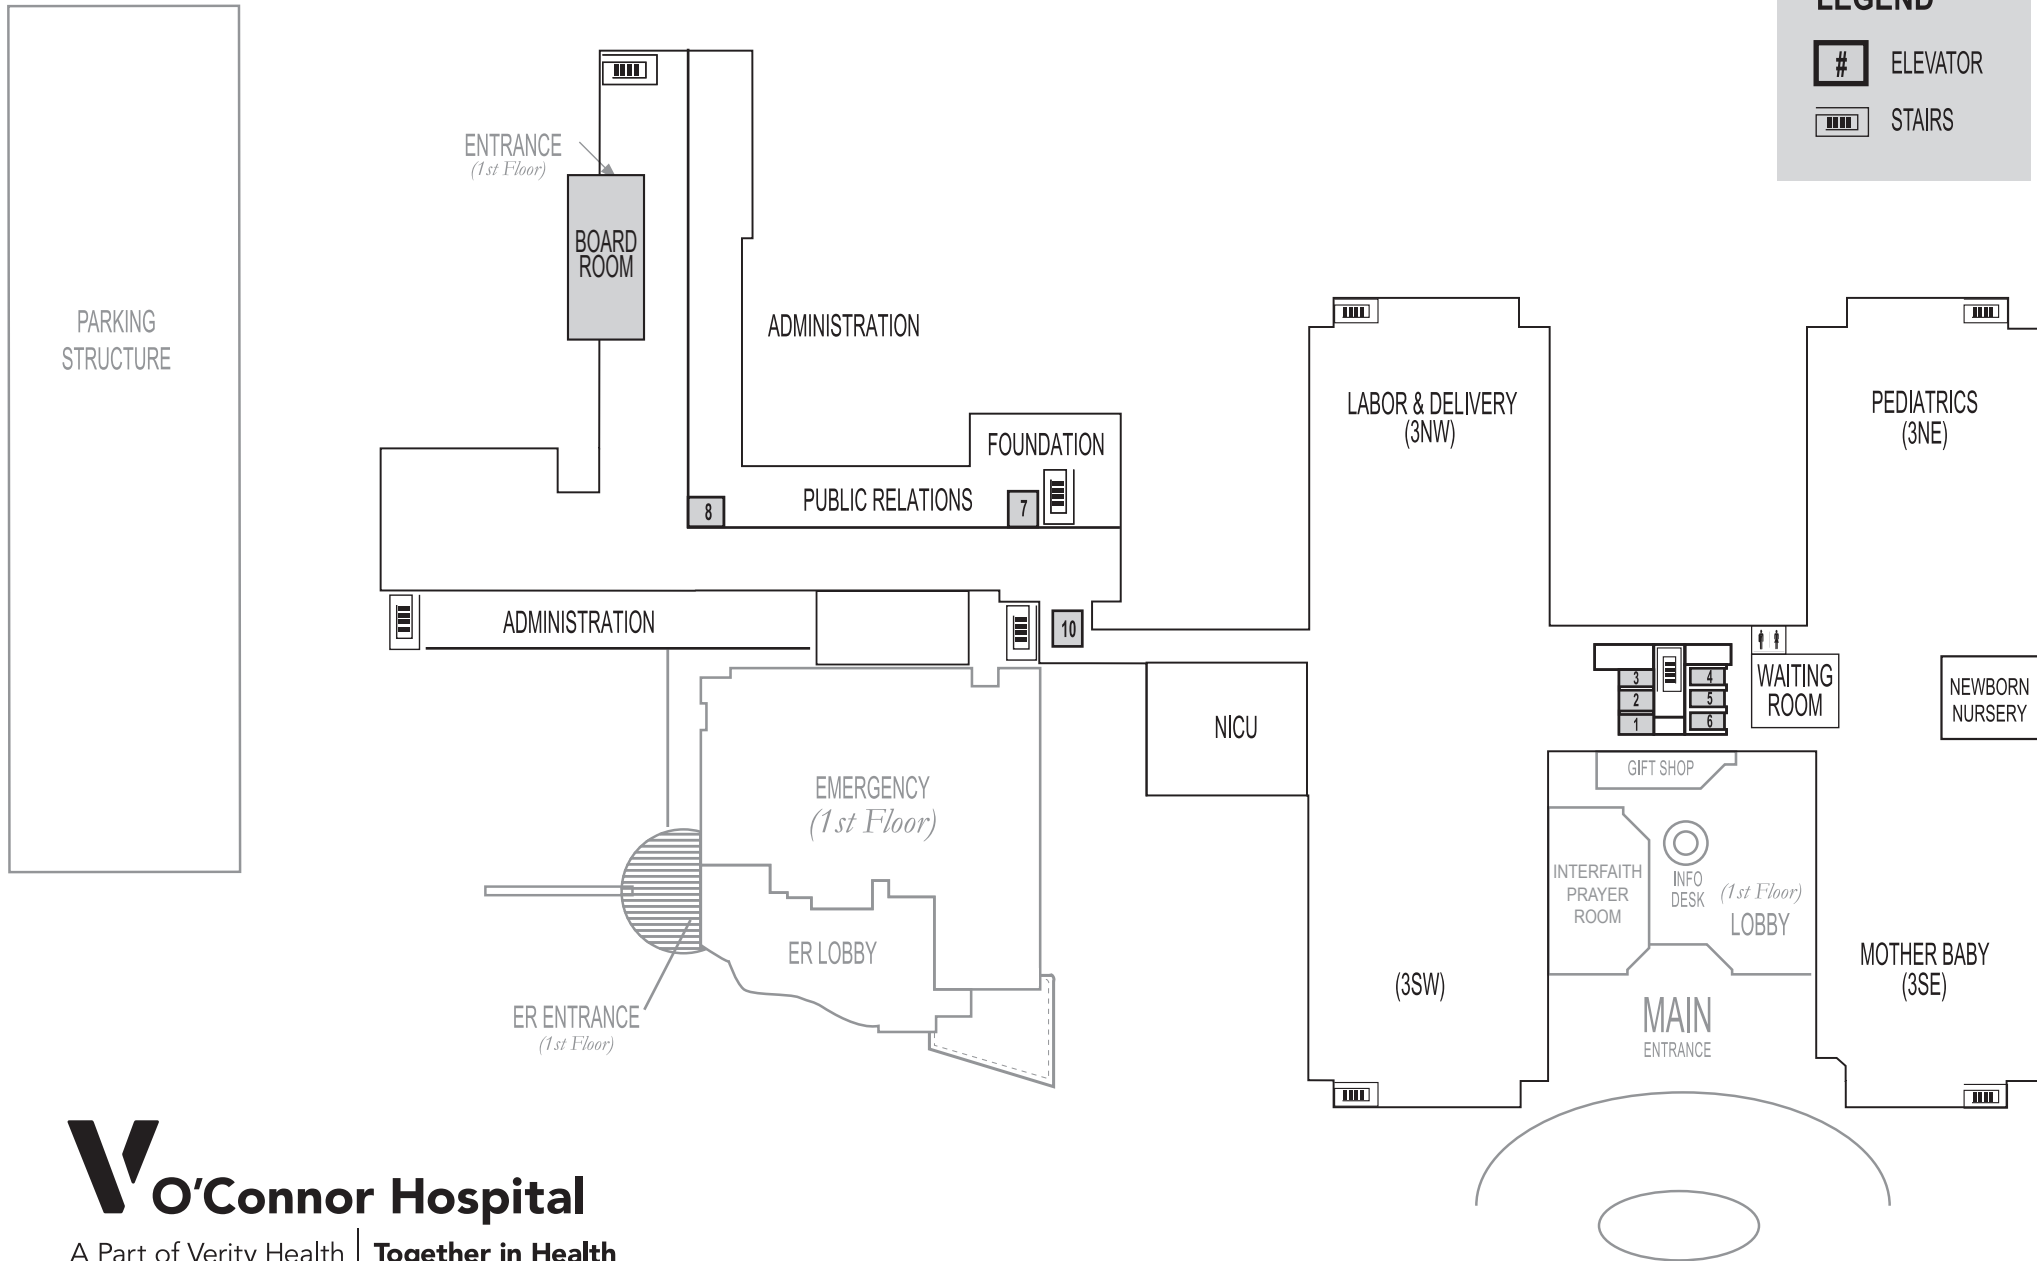 LEGEND
# ELEVATOR
STAIRS
ENTRANCE
(1st Floor)
BOARD
ROOM
PARKING
STRUCTURE
ADMINISTRATION
LABOR & DELIVERY
(3NW)
PEDIATRICS
(3NE)
FOUNDATION
PUBLIC RELATIONS
8
7
ADMINISTRATION
10
3
2
1
4
5
6
WAITING
ROOM
NEWBORN
NURSERY
NICU
GIFT SHOP
EMERGENCY
(1st Floor)
INTERFAITH
PRAYER
ROOM
INFO
DESK
(1st Floor)
LOBBY
ER LOBBY
MOTHER BABY
(3SE)
(3SW)
MAIN
ENTRANCE
ER ENTRANCE
(1st Floor)
O'Connor Hospital
A Part of Verity Health | Together in Health